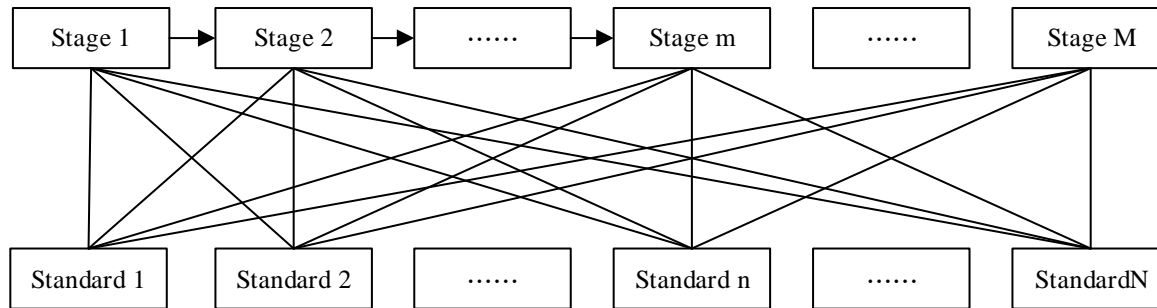 Stage 1
Stage 2
……
Stage m
……
Stage M
Standard 1
Standard 2
……
Standard n
……
StandardN